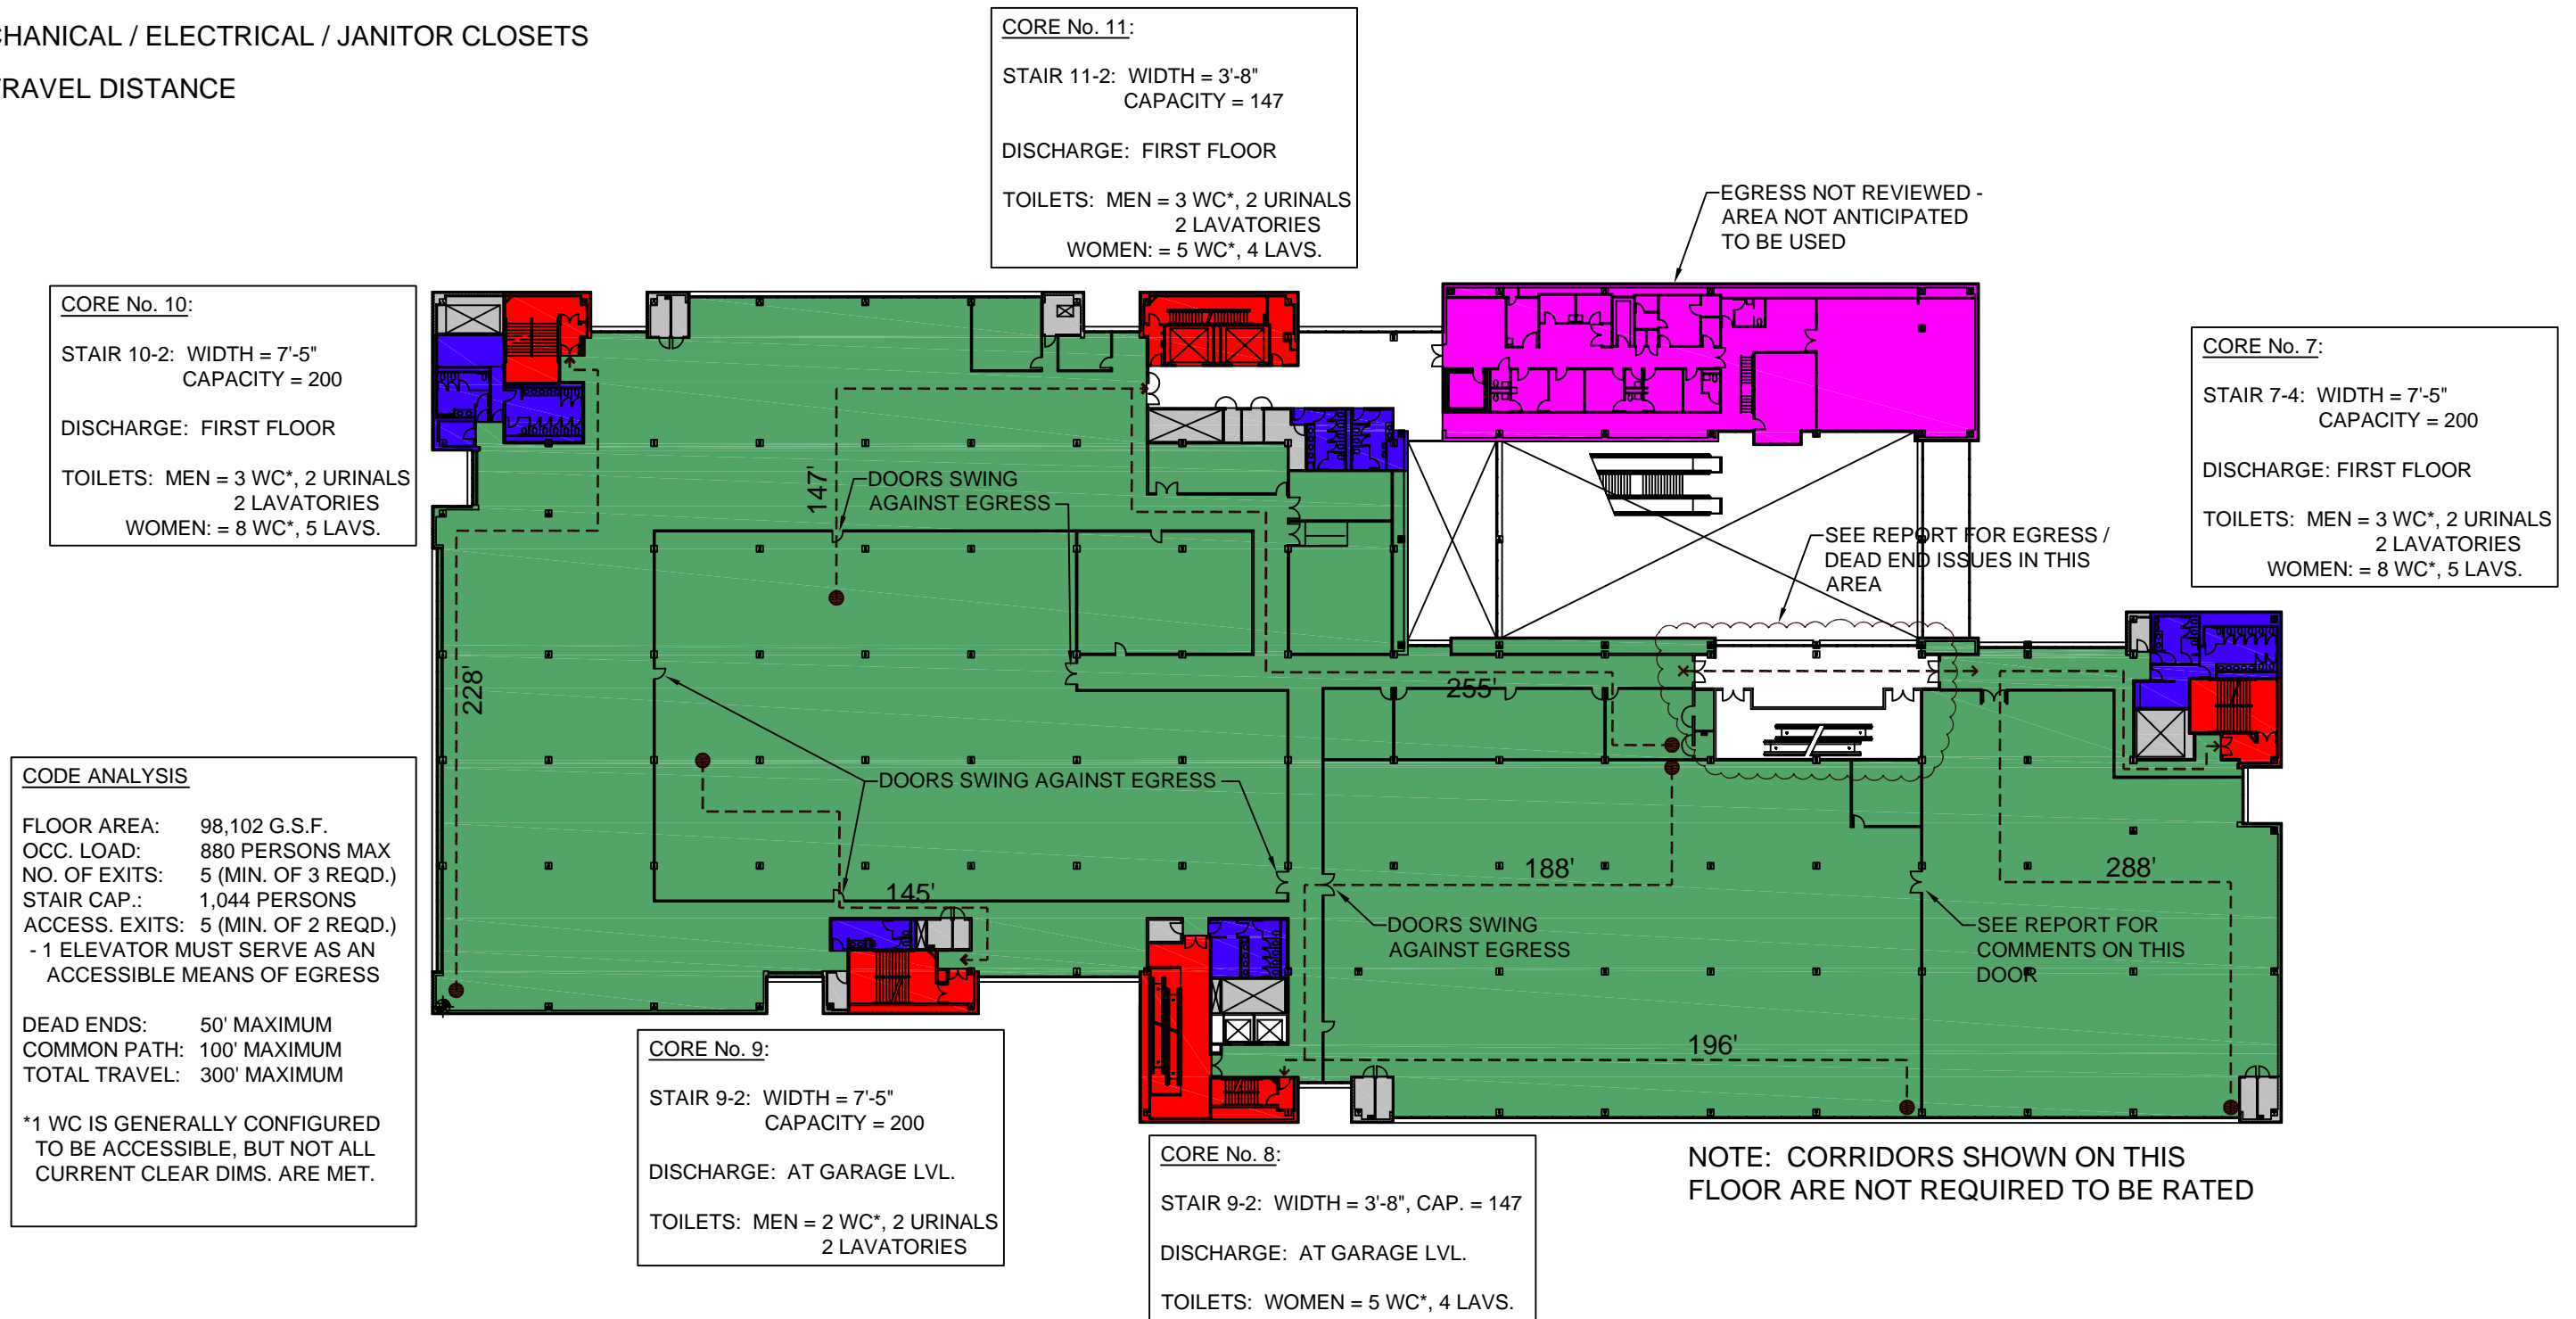 CHANICAL / ELECTRICAL / JANITOR CLOSETS
RAVEL DISTANCE
CORE No. 11:
STAIR 11-2: WIDTH = 3'-8"
CAPACITY = 147
DISCHARGE: FIRST FLOOR
TOILETS: MEN = 3 WC*, 2 URINALS
2 LAVATORIES
WOMEN: = 5 WC*, 4 LAVS.
EGRESS NOT REVIEWED -
AREA NOT ANTICIPATED
TO BE USED
CORE No. 10:
STAIR 10-2: WIDTH = 7'-5"
CAPACITY = 200
DISCHARGE: FIRST FLOOR
TOILETS: MEN = 3 WC*, 2 URINALS
2 LAVATORIES
WOMEN: = 8 WC*, 5 LAVS.
CORE No. 7:
STAIR 7-4: WIDTH = 7'-5"
CAPACITY = 200
DISCHARGE: FIRST FLOOR
TOILETS: MEN = 3 WC*, 2 URINALS
2 LAVATORIES
WOMEN: = 8 WC*, 5 LAVS.
147'
DOORS SWING
AGAINST EGRESS
SEE REPORT FOR EGRESS /
DEAD END ISSUES IN THIS
AREA
228'
255'
DOORS SWING AGAINST EGRESS
145'
188'
288'
DOORS SWING
AGAINST EGRESS
SEE REPORT FOR
COMMENTS ON THIS
DOOR
196'
CODE ANALYSIS
FLOOR AREA: 98,102 G.S.F.
OCC. LOAD: 880 PERSONS MAX
NO. OF EXITS: 5 (MIN. OF 3 REQD.)
STAIR CAP.: 1,044 PERSONS
ACCESS. EXITS: 5 (MIN. OF 2 REQD.)
- 1 ELEVATOR MUST SERVE AS AN
ACCESSIBLE MEANS OF EGRESS
DEAD ENDS: 50' MAXIMUM
COMMON PATH: 100' MAXIMUM
TOTAL TRAVEL: 300' MAXIMUM
*1 WC IS GENERALLY CONFIGURED
TO BE ACCESSIBLE, BUT NOT ALL
CURRENT CLEAR DIMS. ARE MET.
CORE No. 9:
STAIR 9-2: WIDTH = 7'-5"
CAPACITY = 200
DISCHARGE: AT GARAGE LVL.
TOILETS: MEN = 2 WC*, 2 URINALS
2 LAVATORIES
CORE No. 8:
STAIR 9-2: WIDTH = 3'-8", CAP. = 147
DISCHARGE: AT GARAGE LVL.
TOILETS: WOMEN = 5 WC*, 4 LAVS.
NOTE: CORRIDORS SHOWN ON THIS
FLOOR ARE NOT REQUIRED TO BE RATED